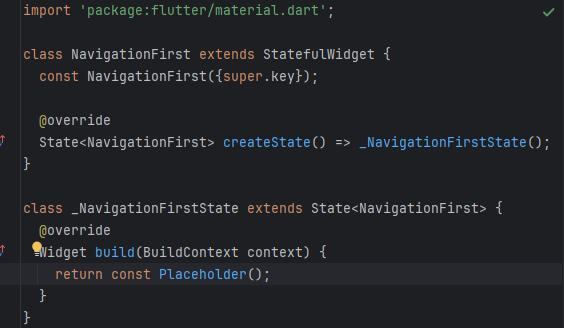 import 'package:flutter/material.dart';
class NavigationFirst extends StatefulWidget {
const NavigationFirst({super.key});
@override
State<NavigationFirst> createState() => _NavigationFirstState();
}
class _NavigationFirstState extends State<NavigationFirst> {
@override
Widget build(BuildContext context) {
return const Placeholder();
}
}